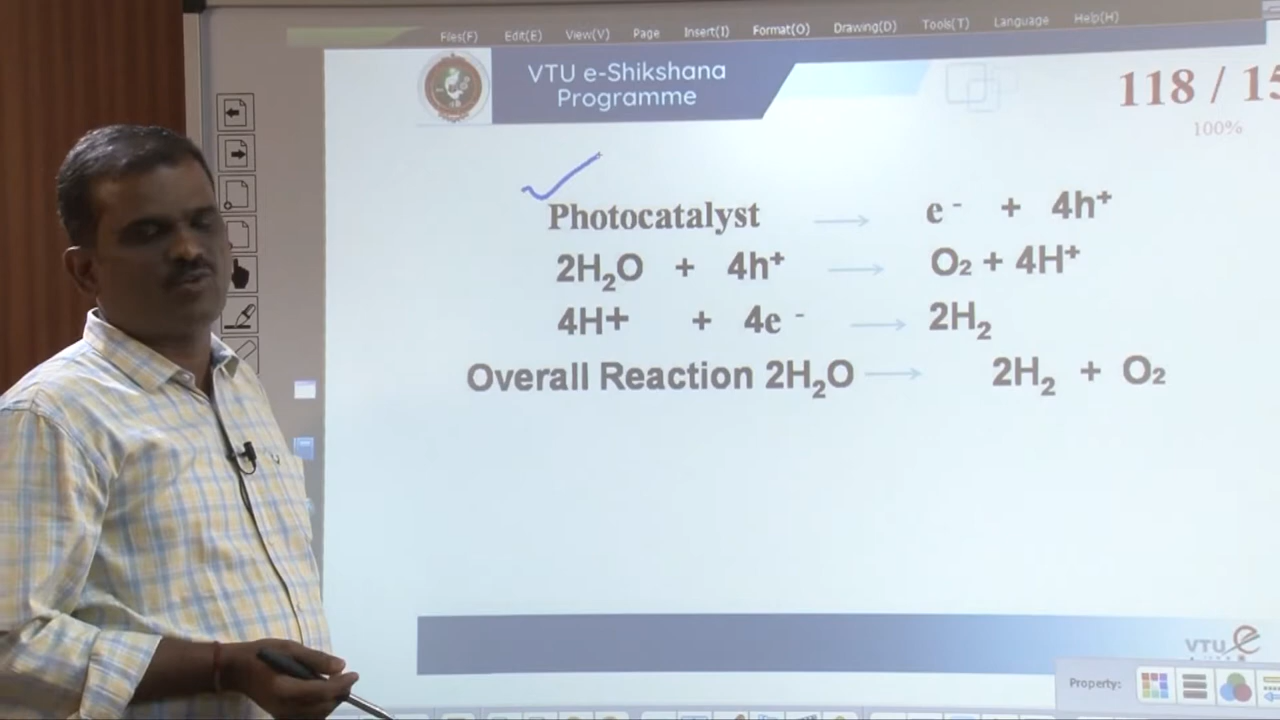 Files(F) Edit(E) View(V) Page Insert(I) Format(O) Drawing(D) Tools(T) Language Help(H)
VTU e-Shikshana
Programme
118 / 15
100%
Photocatalyst → e⁻ + 4h⁺
2H₂O + 4h⁺ → O₂ + 4H⁺
4H+ + 4e⁻ → 2H₂
Overall Reaction 2H₂O → 2H₂ + O₂
VTU e
Property: